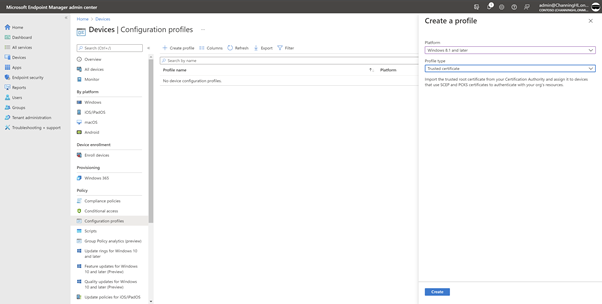 Microsoft Endpoint Manager admin center
admin@ChanningHl_on...
Home
Dashboard
All services
Devices
Apps
Endpoint security
Reports
Users
Groups
Tenant administration
Troubleshooting + support
Home > Devices
Devices | Configuration profiles ...
Search (Ctrl+/)
Overview
All devices
Monitor
By platform
Windows
iOS/iPadOS
macOS
Android
Device enrollment
Enroll devices
Provisioning
Windows 365
Policy
Compliance policies
Conditional access
Configuration profiles
Scripts
Group Policy analytics (preview)
Update rings for Windows 10
and later
Feature updates for Windows
10 and later (Preview)
Quality updates for Windows
10 and later (Preview)
Update policies for iOS/iPadOS
Create profile Columns Refresh Export Filter
Search by name
Profile name Platform
No device configuration profiles.
Create a profile
Platform
Windows 8.1 and later
Profile type
Trusted certificate
Import the trusted root certificate from your Certification Authority and assign it to devices
that use SCEP and PCKS certificates to authenticate with your org's resources.
Create